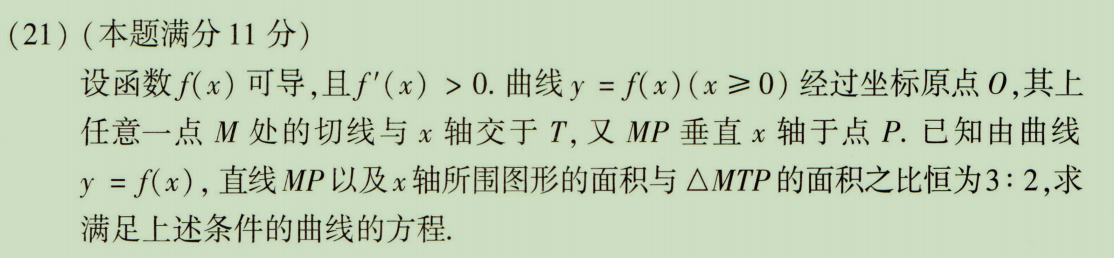 (21) (本题满分 11 分)
设函数 f(x) 可导,且 f′(x) > 0. 曲线 y = f(x)(x ⩾ 0) 经过坐标原点 O,其上
任意一点 M 处的切线与 x 轴交于 T, 又 MP 垂直 x 轴于点 P. 已知由曲线
y = f(x), 直线 MP 以及 x 轴所围图形的面积与 △MTP 的面积之比恒为 3∶2,求
满足上述条件的曲线的方程.